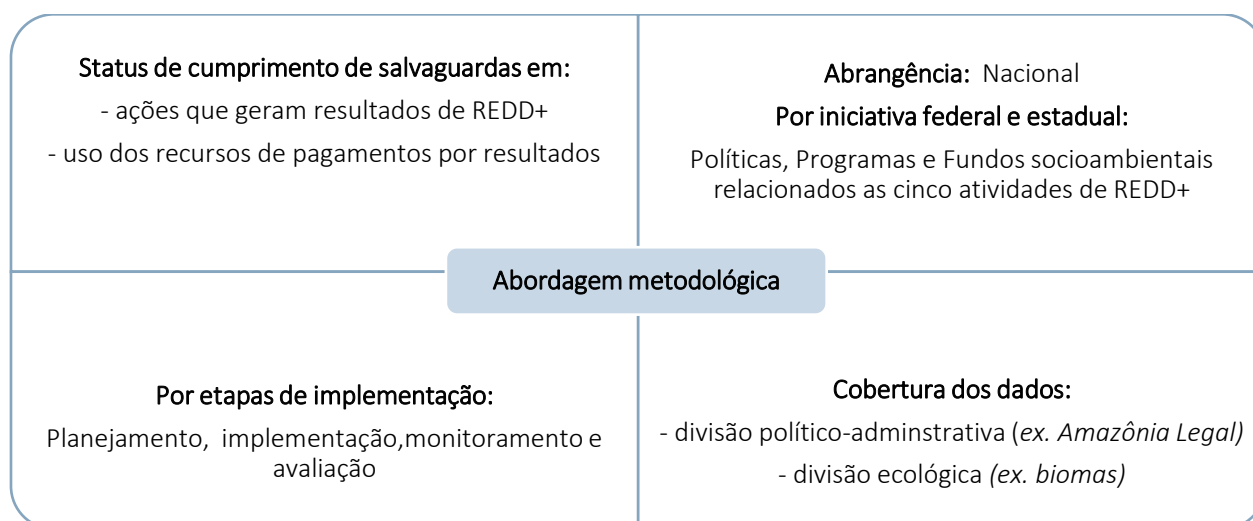 Status de cumprimento de salvaguardas em:
- ações que geram resultados de REDD+
- uso dos recursos de pagamentos por resultados
Abrangência: Nacional
Por iniciativa federal e estadual:
Políticas, Programas e Fundos socioambientais
relacionados as cinco atividades de REDD+
Abordagem metodológica
Por etapas de implementação:
Planejamento, implementação,monitoramento e
avaliação
Cobertura dos dados:
- divisão político-adminstrativa (ex. Amazônia Legal)
- divisão ecológica (ex. biomas)